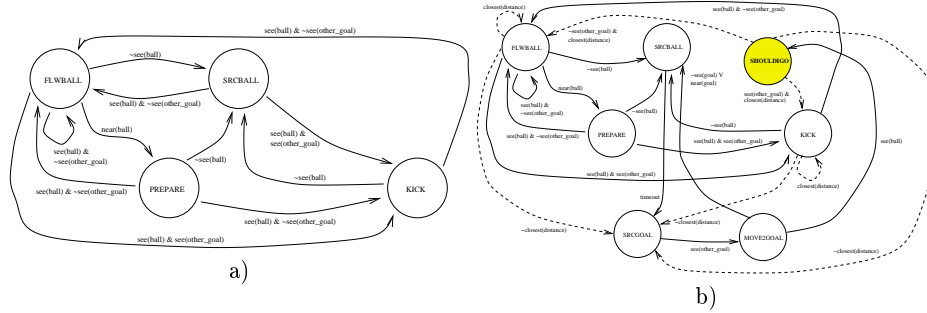 see(ball) & ~see(other_goal)
FLWBALL
~see(ball)
SRCBALL
see(ball) & ~see(other_goal)
near(ball)
see(ball) &
~see(other_goal)
see(ball) &
see(other_goal)
~see(ball)
see(ball) & ~see(other_goal)
PREPARE
~see(ball)
KICK
see(ball) & ~see(other_goal)
see(ball) & see(other_goal)
a)
closest(distance)
see(ball) & ~see(other_goal)
FLWBALL
~see(other_goal) &
closest(distance)
SRCBALL
~see(ball)
SHOULDIGO
~see(goal) V
near(goal)
see(other_goal) &
closest(distance)
near(ball)
see(ball) &
~see(other_goal)
~see(ball)
~see(ball)
see(ball) & ~see(other_goal)
PREPARE
see(ball) & see(other_goal)
KICK
see(ball)
see(ball) & see(other_goal)
closest(distance)
timeout
~closest(distance)
~closest(distance)
SRCGOAL
see(other_goal)
MOVE2GOAL
~closest(distance)
b)